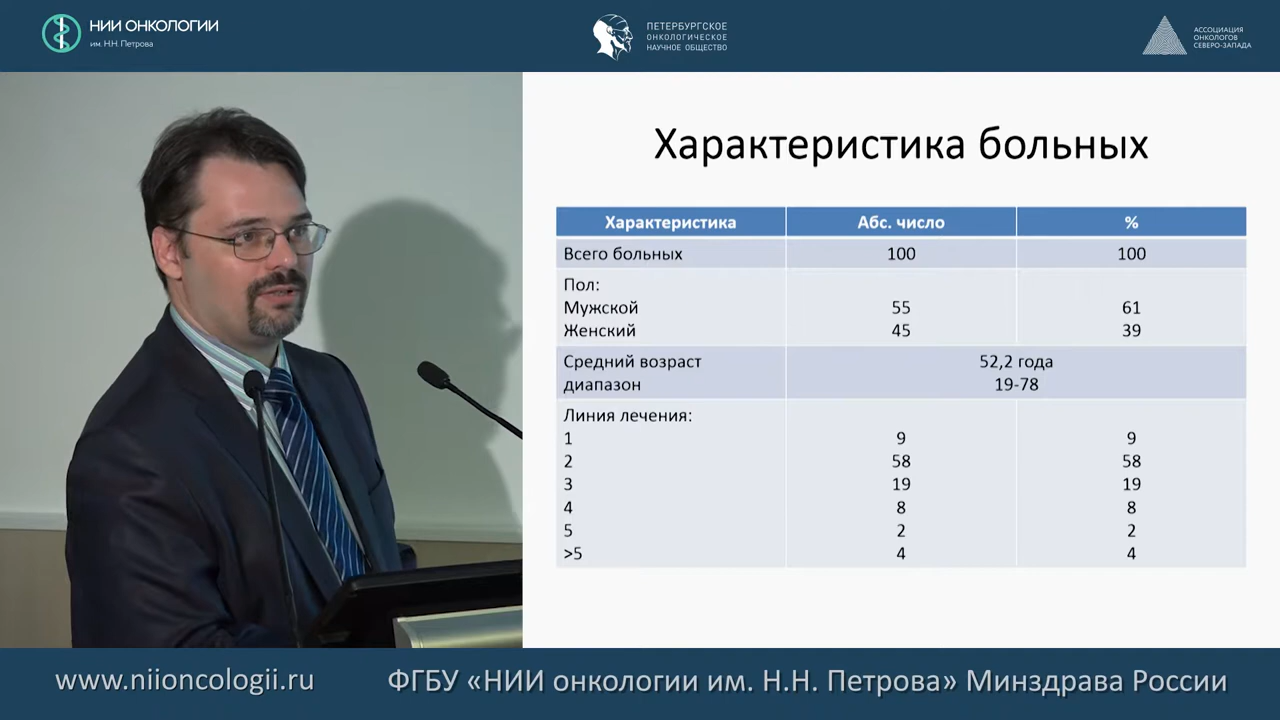 НИИ ОНКОЛОГИИ
им. Н.Н. Петрова
ПЕТЕРБУРГСКОЕ
ОНКОЛОГИЧЕСКОЕ
НАУЧНОЕ ОБЩЕСТВО
АССОЦИАЦИЯ
ОНКОЛОГОВ
СЕВЕРО-ЗАПАДА
Характеристика больных
Характеристика Абс. число %
Всего больных 100 100
Пол:
Мужской 55 61
Женский 45 39
Средний возраст 52,2 года
диапазон 19-78
Линия лечения:
1 9 9
2 58 58
3 19 19
4 8 8
5 2 2
>5 4 4
www.niioncologii.ru ФГБУ «НИИ онкологии им. Н.Н. Петрова» Минздрава России